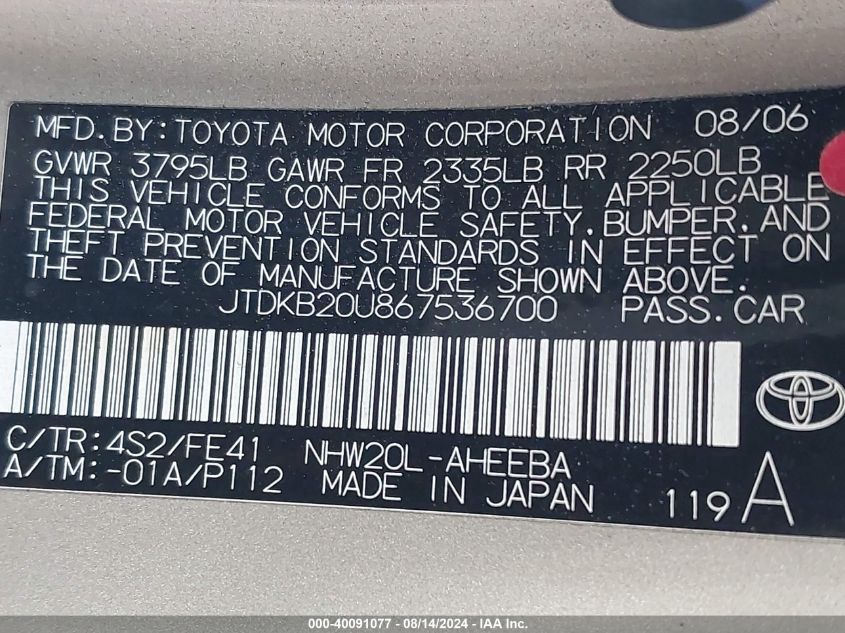 MFD. BY: TOYOTA MOTOR CORPORATION 08/06
GVWR 3795LB GAWR FR 2335LB RR 2250LB
THIS VEHICLE CONFORMS TO ALL APPLICABLE
FEDERAL MOTOR VEHICLE SAFETY, BUMPER, AND
THEFT PREVENTION STANDARDS IN EFFECT ON
THE DATE OF MANUFACTURE SHOWN ABOVE.
JTDKB20U867536700 PASS. CAR
C/TR: 4S2/FE41 NHW20L-AHEEBA
A/TM: -01A/P112 MADE IN JAPAN 119 A
000-40091077 - 08/14/2024 - IAA Inc.